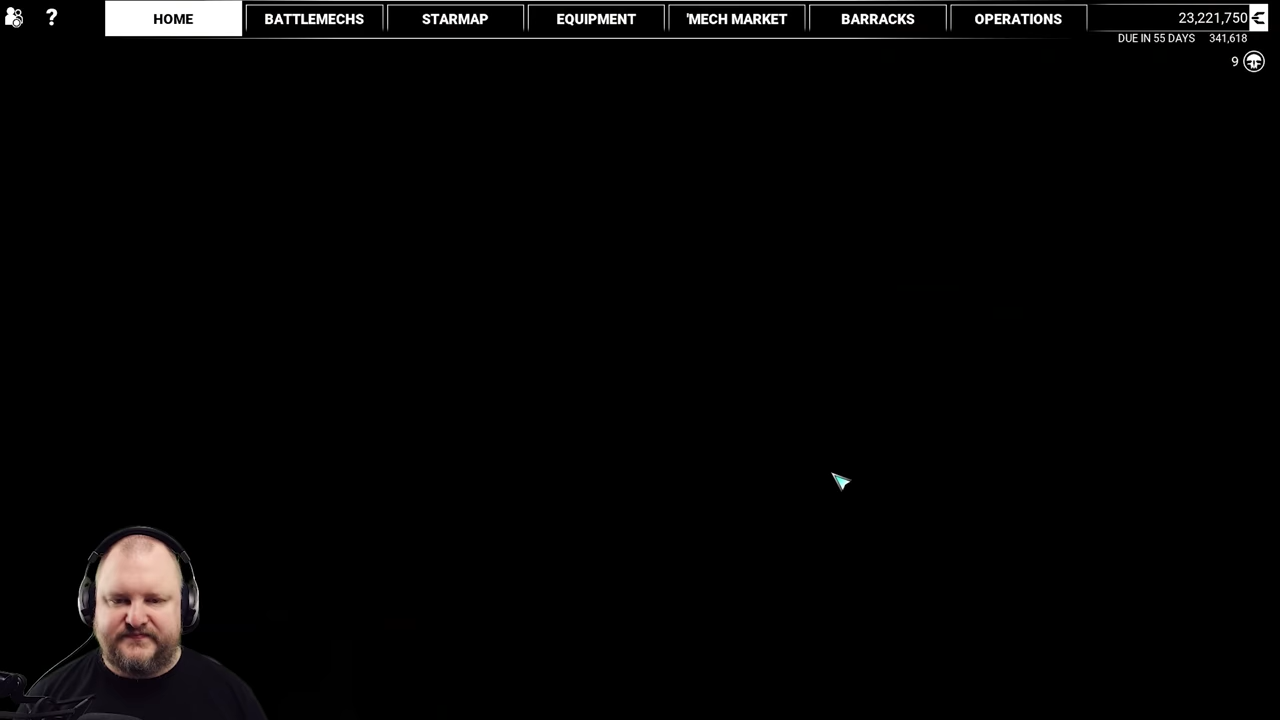 ? HOME BATTLEMECHS STARMAP EQUIPMENT 'MECH MARKET BARRACKS OPERATIONS 23,221,750
DUE IN 55 DAYS 341,618
9